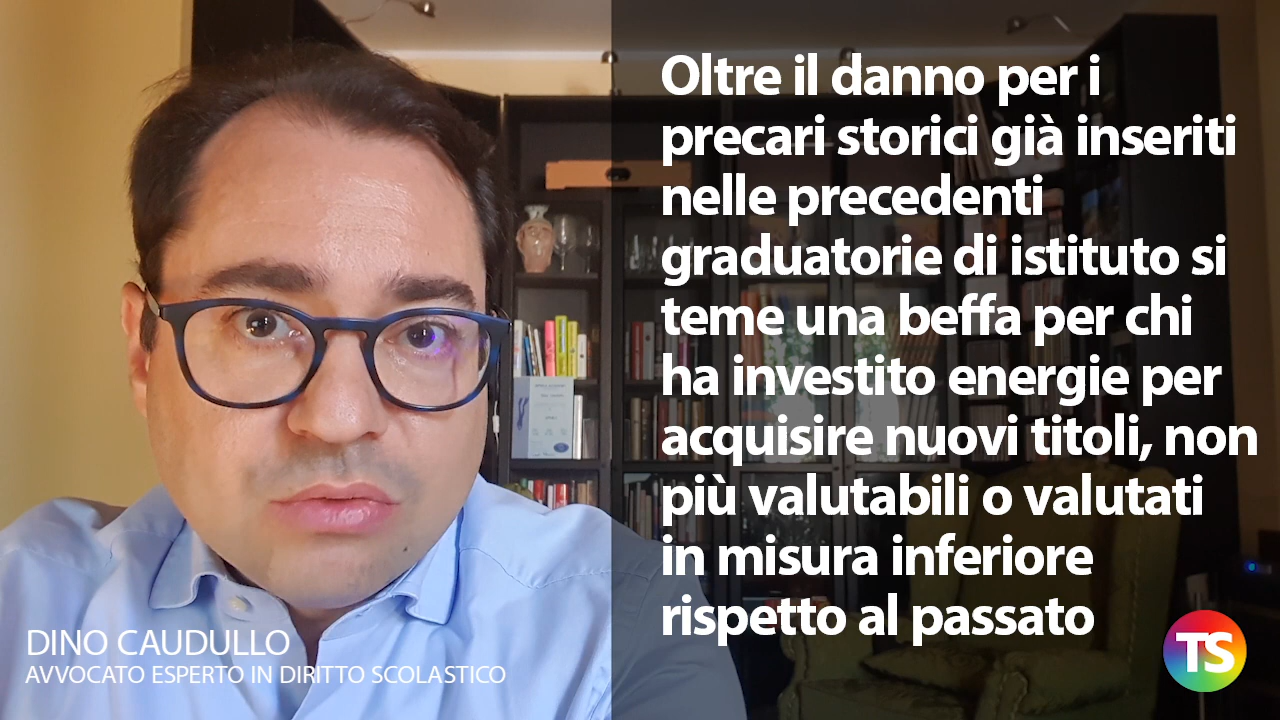 Oltre il danno per i
precari storici già inseriti
nelle precedenti
graduatorie di istituto si
teme una beffa per chi
ha investito energie per
acquisire nuovi titoli, non
più valutabili o valutati
in misura inferiore
rispetto al passato
DINO CAUDULLO
AVVOCATO ESPERTO IN DIRITTO SCOLASTICO
TS